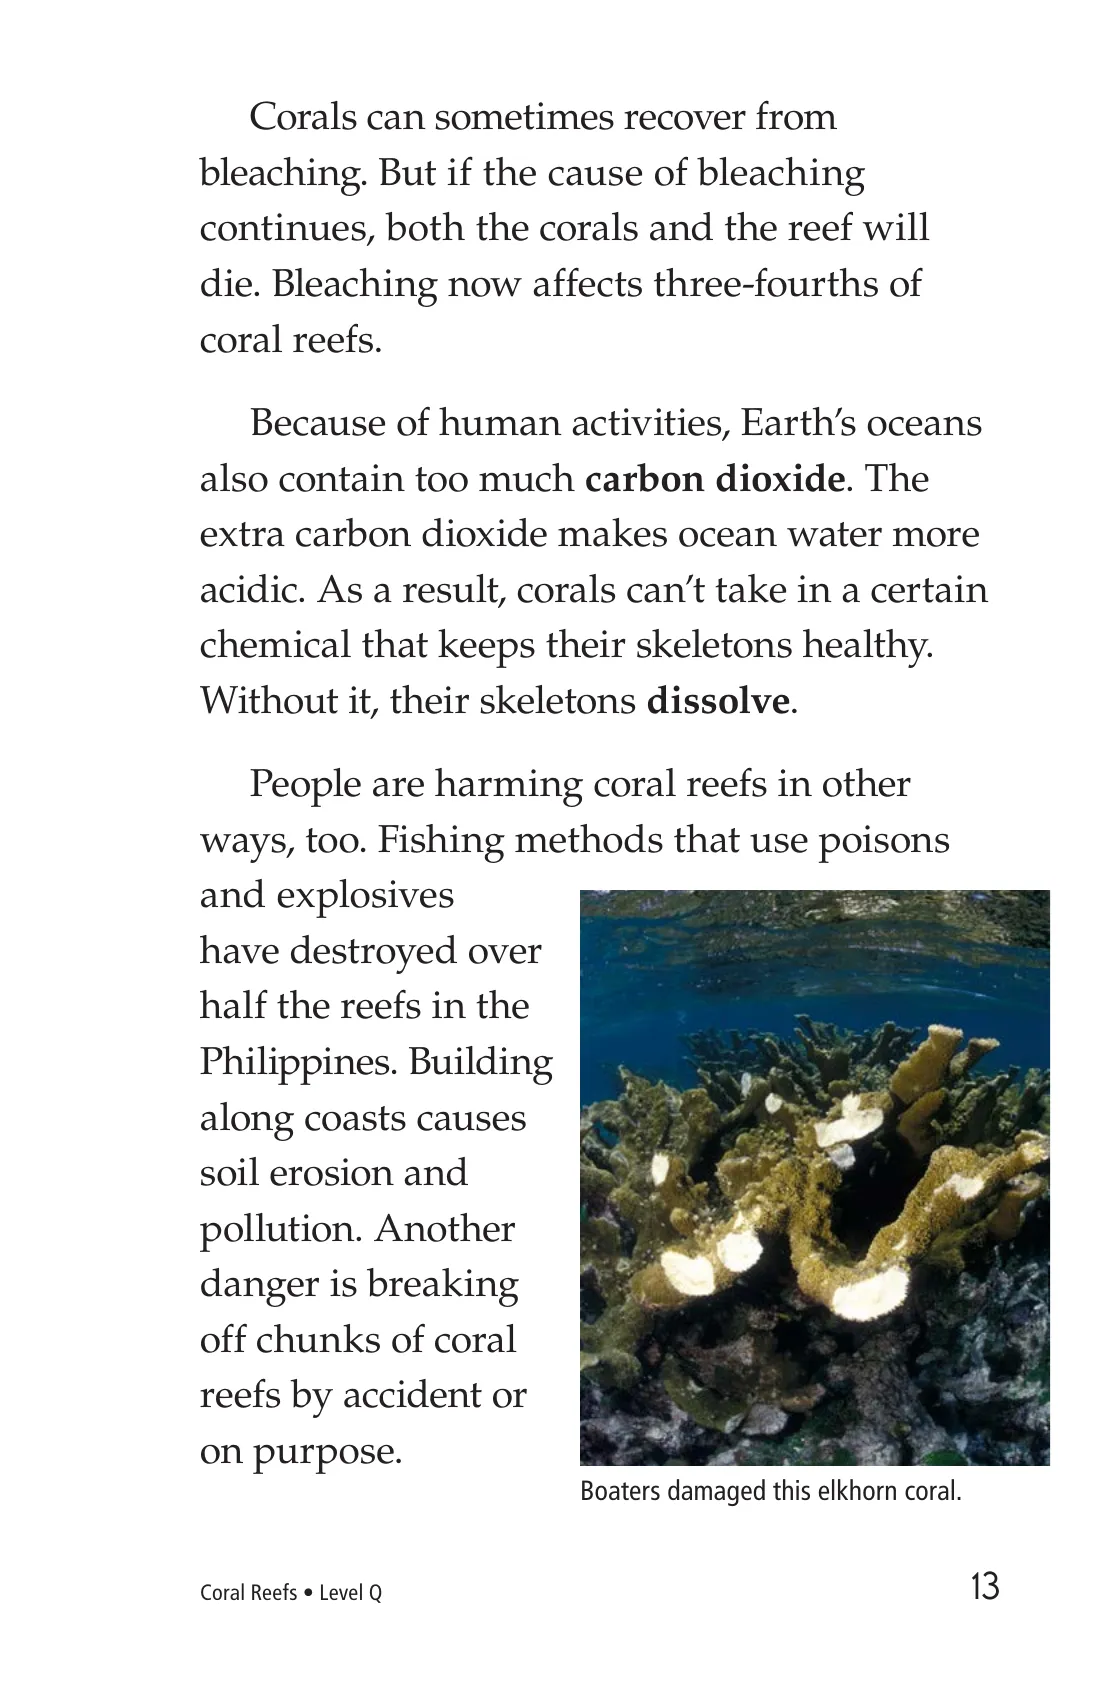 Corals can sometimes recover from
bleaching. But if the cause of bleaching
continues, both the corals and the reef will
die. Bleaching now affects three-fourths of
coral reefs.
Because of human activities, Earth’s oceans
also contain too much carbon dioxide. The
extra carbon dioxide makes ocean water more
acidic. As a result, corals can’t take in a certain
chemical that keeps their skeletons healthy.
Without it, their skeletons dissolve.
People are harming coral reefs in other
ways, too. Fishing methods that use poisons
and explosives
have destroyed over
half the reefs in the
Philippines. Building
along coasts causes
soil erosion and
pollution. Another
danger is breaking
off chunks of coral
reefs by accident or
on purpose.
Boaters damaged this elkhorn coral.
Coral Reefs • Level Q
13